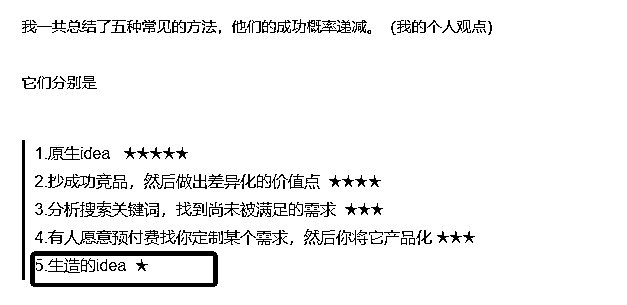 我一共总结了五种常见的方法，他们的成功概率递减。（我的个人观点）
它们分别是
1.原生idea ★★★★★
2.抄成功竞品，然后做出差异化的价值点 ★★★★
3.分析搜索关键词，找到尚未被满足的需求 ★★★
4.有人愿意预付费找你定制某个需求，然后你将它产品化 ★★★
5.生造的idea ★